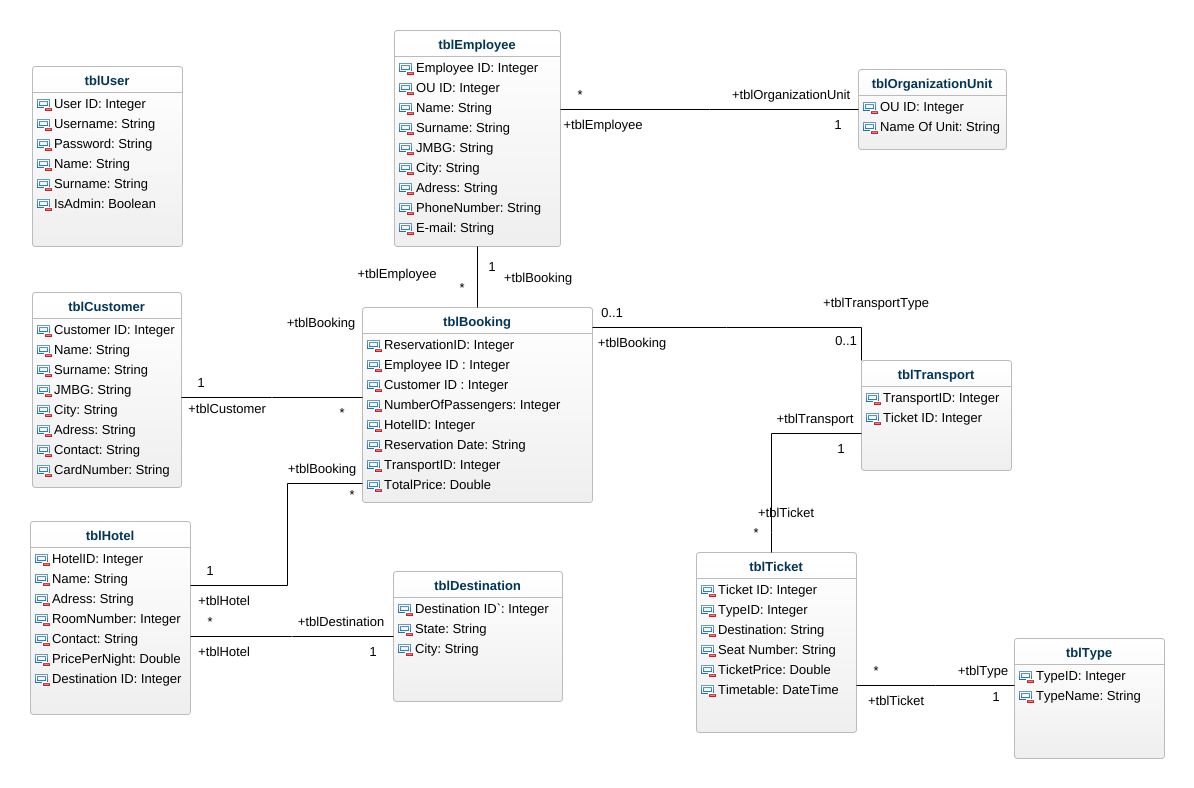 tblUser
User ID: Integer
Username: String
Password: String
Name: String
Surname: String
IsAdmin: Boolean
tblEmployee
Employee ID: Integer
OU ID: Integer
Name: String
Surname: String
JMBG: String
City: String
Adress: String
PhoneNumber: String
E-mail: String
*
+tblOrganizationUnit
+tblEmployee
1
tblOrganizationUnit
OU ID: Integer
Name Of Unit: String
+tblEmployee
1
+tblBooking
*
tblCustomer
Customer ID: Integer
Name: String
Surname: String
JMBG: String
City: String
Adress: String
Contact: String
CardNumber: String
+tblBooking
1
+tblCustomer
*
tblBooking
ReservationID: Integer
Employee ID : Integer
Customer ID : Integer
NumberOfPassengers: Integer
HotelID: Integer
Reservation Date: String
TransportID: Integer
TotalPrice: Double
0..1
+tblTransportType
+tblBooking
0..1
tblTransport
TransportID: Integer
Ticket ID: Integer
+tblTransport
1
+tblTicket
*
+tblBooking
*
tblHotel
HotelID: Integer
Name: String
Adress: String
RoomNumber: Integer
Contact: String
PricePerNight: Double
Destination ID: Integer
1
+tblHotel
*
+tblDestination
+tblHotel
1
tblDestination
Destination ID`: Integer
State: String
City: String
tblTicket
Ticket ID: Integer
TypeID: Integer
Destination: String
Seat Number: String
TicketPrice: Double
Timetable: DateTime
*
+tblType
+tblTicket
1
tblType
TypeID: Integer
TypeName: String